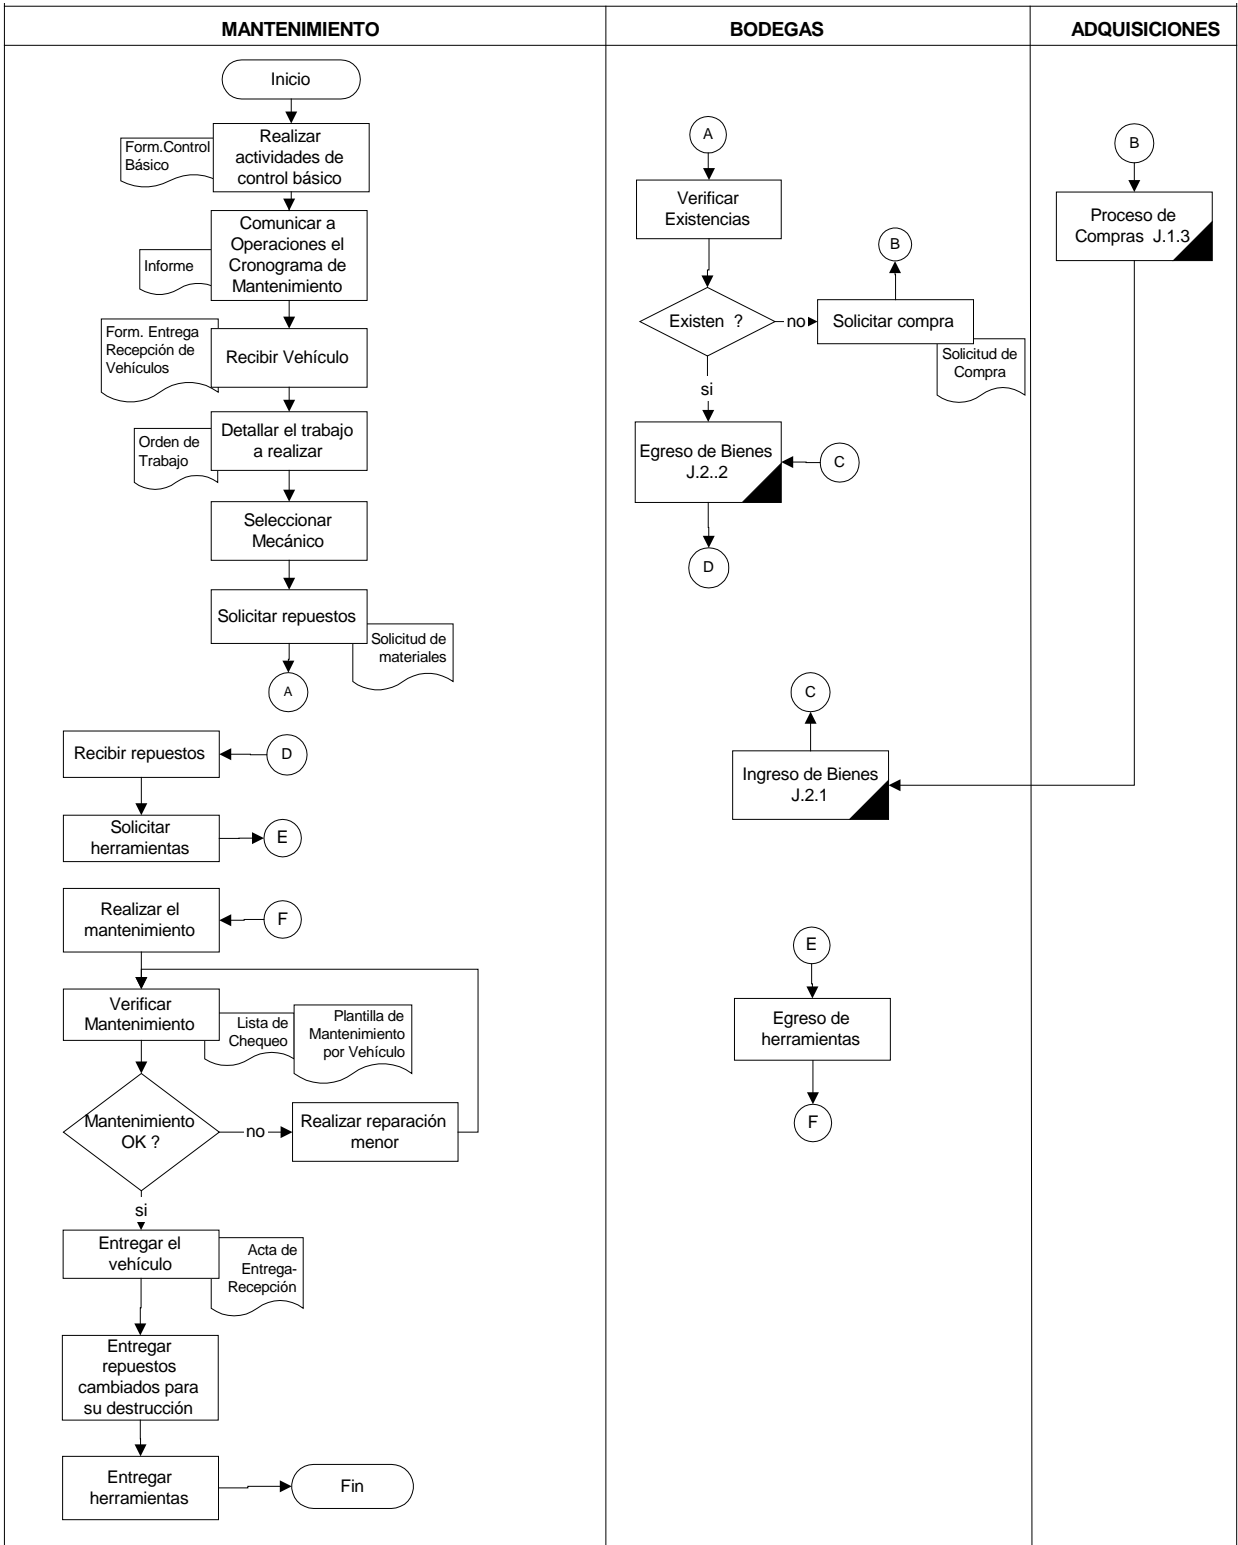 MANTENIMIENTO
BODEGAS
ADQUISICIONES
Inicio
Form.Control
Básico
Realizar
actividades de
control básico
Comunicar a
Operaciones el
Cronograma de
Mantenimiento
Informe
Form. Entrega
Recepción de
Vehículos
Recibir Vehículo
Detallar el trabajo
a realizar
Orden de
Trabajo
Seleccionar
Mecánico
Solicitar repuestos
Solicitud de
materiales
A
Recibir repuestos
D
Solicitar
herramientas
E
Realizar el
mantenimiento
F
Verificar
Mantenimiento
Lista de
Chequeo
Plantilla de
Mantenimiento
por Vehículo
Mantenimiento
OK ?
no
Realizar reparación
menor
si
Entregar el
vehículo
Acta de
Entrega-
Recepción
Entregar
repuestos
cambiados para
su destrucción
Entregar
herramientas
Fin
A
Verificar
Existencias
B
Existen ?
no
Solicitar compra
Solicitud de
Compra
si
Egreso de Bienes
J.2..2
C
D
C
Ingreso de Bienes
J.2.1
E
Egreso de
herramientas
F
B
Proceso de
Compras J.1.3